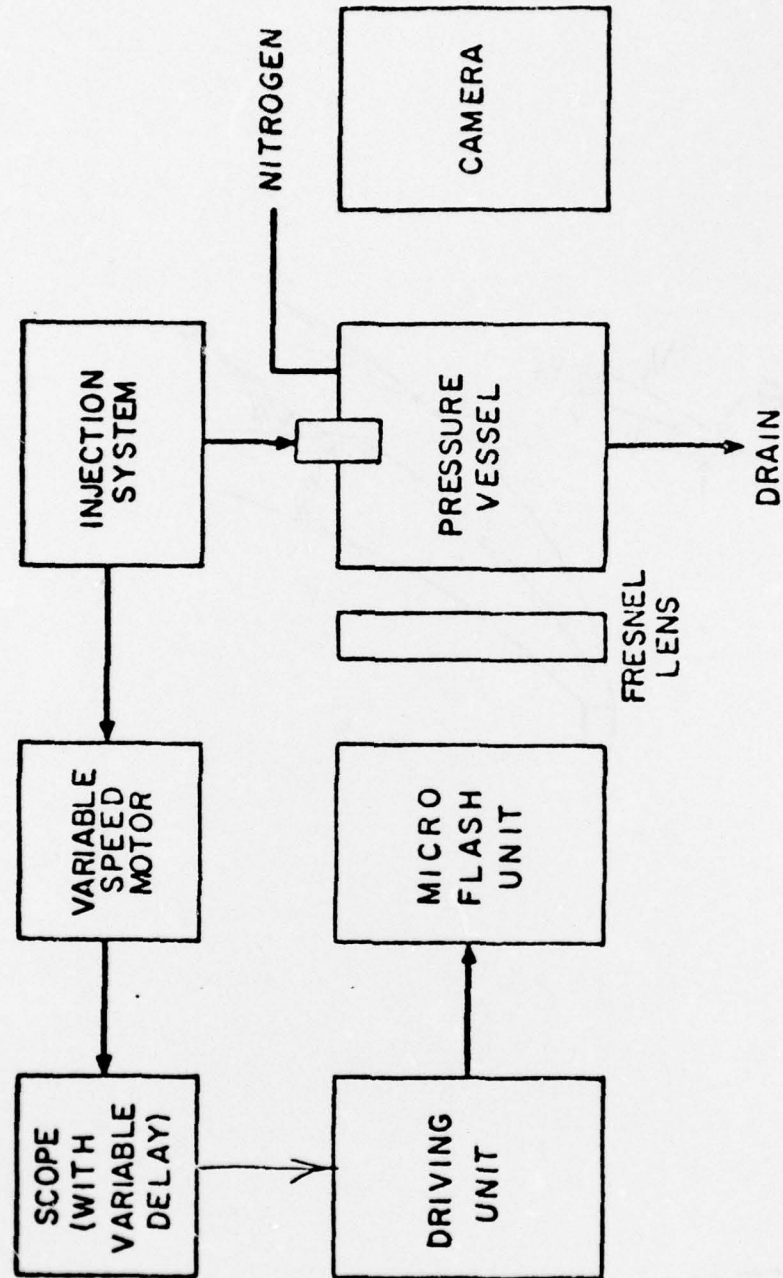 SCOPE
(WITH
VARIABLE
DELAY)
VARIABLE
SPEED
MOTOR
INJECTION
SYSTEM
NITROGEN
DRIVING
UNIT
MICRO
FLASH
UNIT
FRESNEL
LENS
PRESSURE
VESSEL
CAMERA
DRAIN